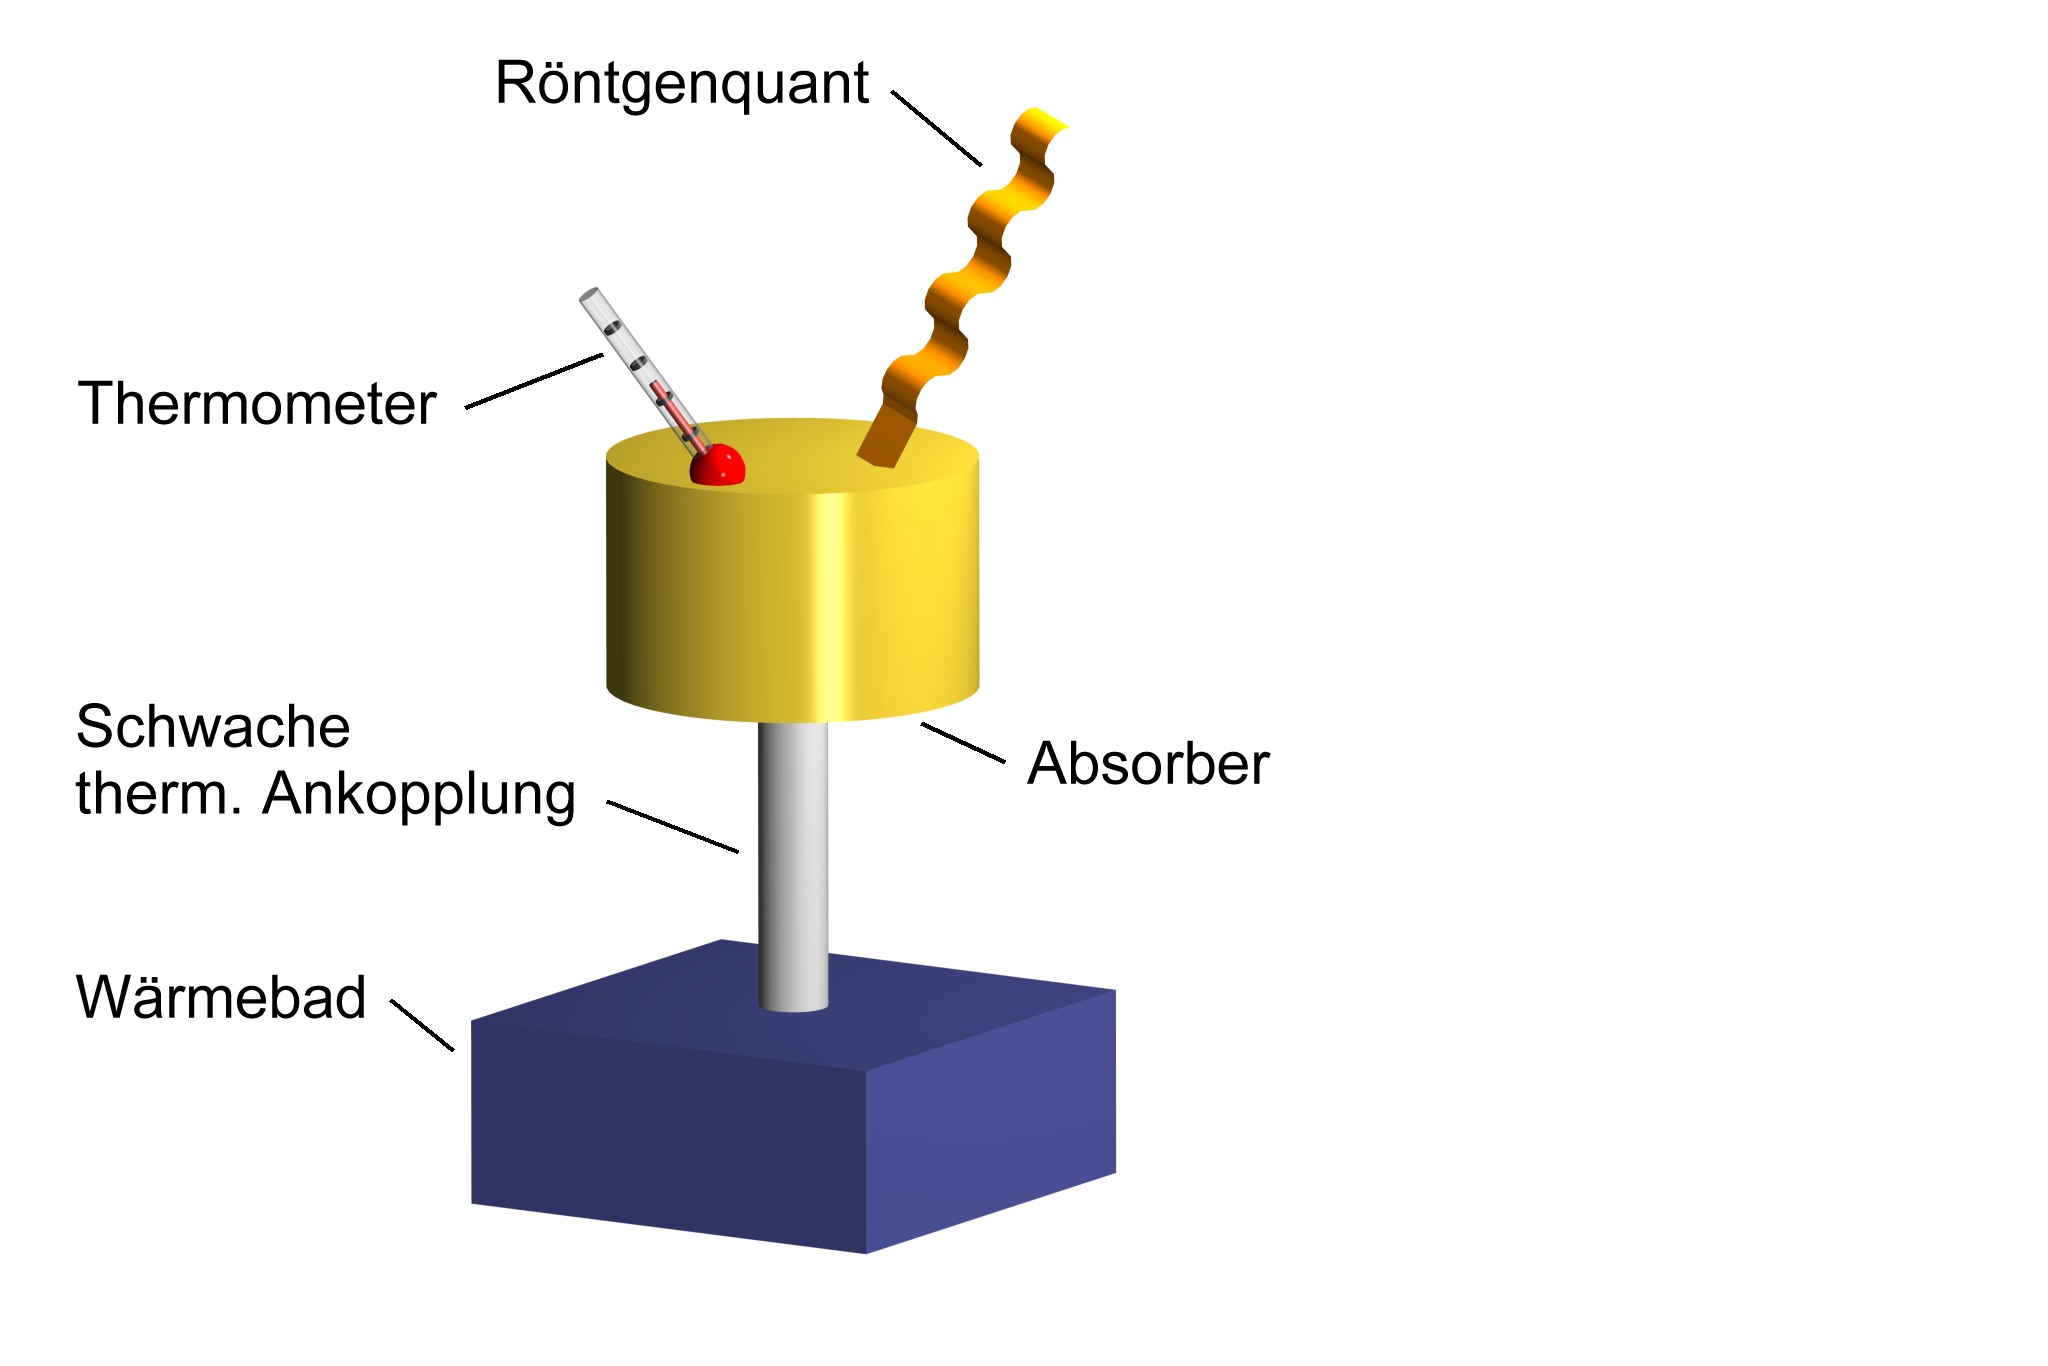 Röntgenquant
Thermometer
Schwache
therm. Ankopplung
Absorber
Wärmebad